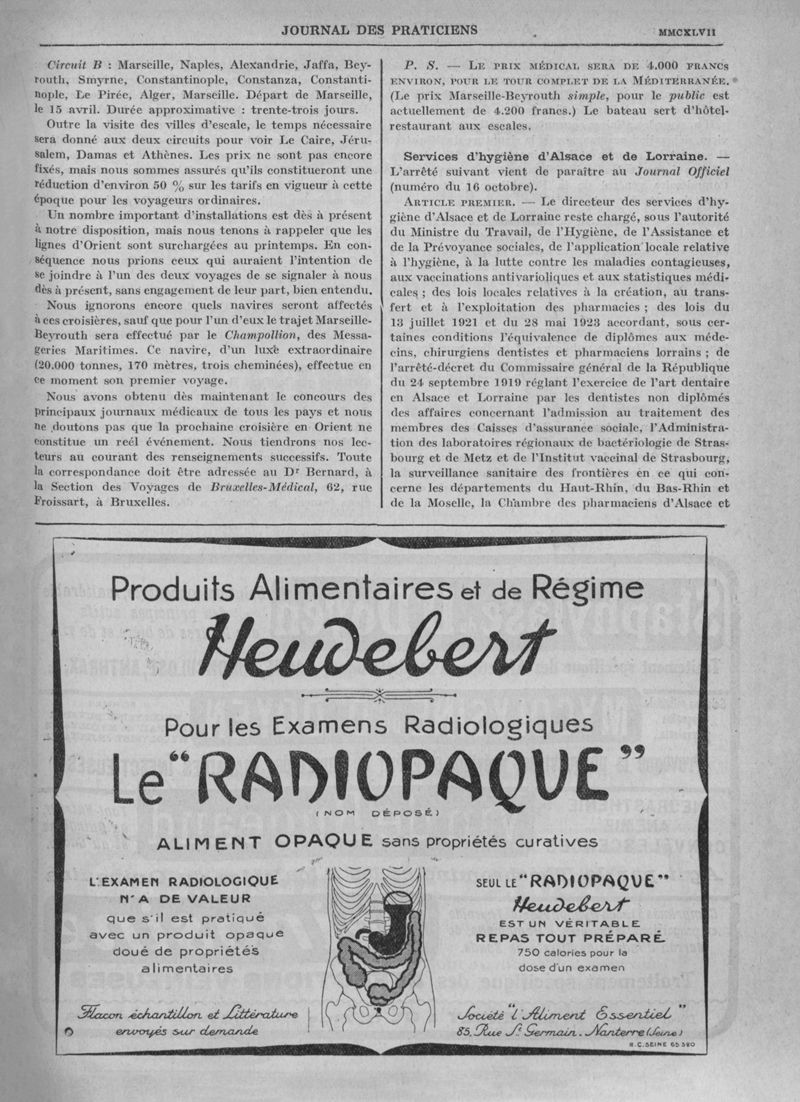 JOURNAL DES PRATICIENS
MMCXLVII
Circuit B : Marseille, Naples, Alexandrie, Jaffa, Bey-
routh, Smyrne, Constantinople, Constanza, Constanti-
nople, Le Pirée, Alger, Marseille. Départ de Marseille,
le 15 avril. Durée approximative : trente-trois jours.
Outre la visite des villes d'escale, le temps nécessaire
sera donné aux deux circuits pour voir Le Caire, Jéru-
salem, Damas et Athènes. Les prix ne sont pas encore
fixés, mais nous sommes assurés qu'ils constitueront une
réduction d'environ 50 % sur les tarifs en vigueur à cette
époque pour les voyageurs ordinaires.
Un nombre important d'installations est dès à présent
à notre disposition, mais nous tenons à rappeler que les
lignes d'Orient sont surchargées au printemps. En con-
séquence nous prions ceux qui auraient l'intention de
se joindre à l'un des deux voyages de se signaler à nous
dès à présent, sans engagement de leur part, bien entendu.
Nous ignorons encore quels navires seront affectés
à ces croisières, sauf que pour l'un d'eux le trajet Marseille-
Beyrouth sera effectué par le Champollion, des Messa-
geries Maritimes. Ce navire, d'un luxe extraordinaire
(20.000 tonnes, 170 mètres, trois cheminées), effectue en
ce moment son premier voyage.
Nous avons obtenu dès maintenant le concours des
principaux journaux médicaux de tous les pays et nous
ne doutons pas que la prochaine croisière en Orient ne
constitue un reél événement. Nous tiendrons nos lec-
teurs au courant des renseignements successifs. Toute
la correspondance doit être adressée au Dr Bernard, à
la Section des Voyages de Bruxelles-Médical, 62, rue
Froissart, à Bruxelles.
P. S. — LE PRIX MÉDICAL SERA DE 4.000 FRANCS
ENVIRON, POUR LE TOUR COMPLET DE LA MÉDITERRANÉE.
(Le prix Marseille-Beyrouth simple, pour le public est
actuellement de 4.200 francs.) Le bateau sert d'hôtel-
restaurant aux escales.
Services d'hygiène d'Alsace et de Lorraine. —
L'arrêté suivant vient de paraître au Journal Officiel
(numéro du 16 octobre).
ARTICLE PREMIER. — Le directeur des services d'hy-
giène d'Alsace et de Lorraine reste chargé, sous l'autorité
du Ministre du Travail, de l'Hygiène, de l'Assistance et
de la Prévoyance sociales, de l'application locale relative
à l'hygiène, à la lutte contre les maladies contagieuses,
aux vaccinations antivarioliques et aux statistiques médi-
cales ; des lois locales relatives à la création, au trans-
fert et à l'exploitation des pharmacies ; des lois du
13 juillet 1921 et du 28 mai 1923 accordant, sous cer-
taines conditions l'équivalence de diplômes aux méde-
cins, chirurgiens dentistes et pharmaciens lorrains ; de
l'arrêté-décret du Commissaire général de la République
du 24 septembre 1919 réglant l'exercice de l'art dentaire
en Alsace et Lorraine par les dentistes non diplômés
des affaires concernant l'admission au traitement des
membres des Caisses d'assurance sociale, l'Administra-
tion des laboratoires régionaux de bactériologie de Stras-
bourg et de Metz et de l'Institut vaccinal de Strasbourg,
la surveillance sanitaire des frontières en ce qui con-
cerne les départements du Haut-Rhin, du Bas-Rhin et
de la Moselle, la Chambre des pharmaciens d'Alsace et
Produits Alimentaires et de Régime
Heudebert
Pour les Examens Radiologiques
Le "RADIOPAQUE"
(NOM DÉPOSÉ)
ALIMENT OPAQUE sans propriétés curatives
L'EXAMEN RADIOLOGIQUE
N'A DE VALEUR
que s'il est pratiqué
avec un produit opaque
doué de propriétés
alimentaires
SEUL LE "RADIOPAQUE"
Heudebert
EST UN VÉRITABLE
REPAS TOUT PRÉPARÉ
750 calories pour la
dose d'un examen
Flacon échantillon et Littérature
envoyés sur demande
Société "l'Aliment Essentiel"
85, Rue St Germain. Nanterre (Seine)
R.C. SEINE 65 380